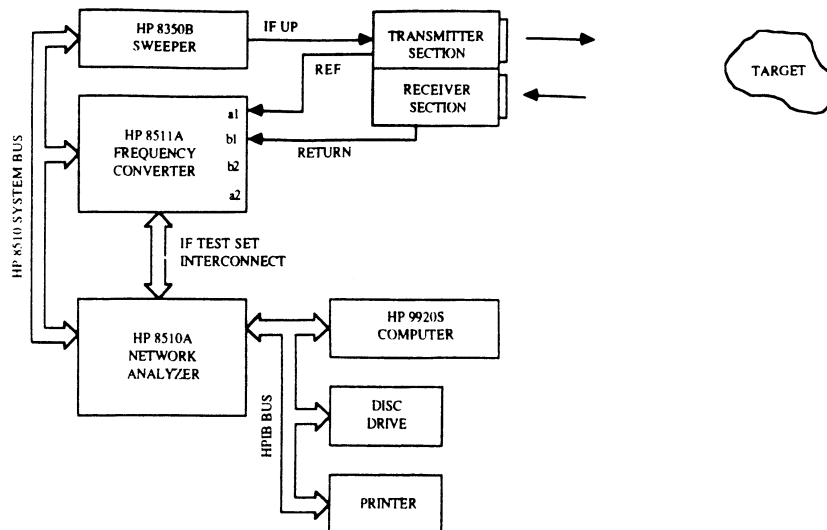 HP 8350B
SWEEPER
IF UP
TRANSMITTER
SECTION
REF
RECEIVER
SECTION
TARGET
HP 8511A
FREQUENCY
CONVERTER
a1
b1
b2
a2
RETURN
HP 8510 SYSTEM BUS
IF TEST SET
INTERCONNECT
HP 8510A
NETWORK
ANALYZER
HP 9920S
COMPUTER
HPIB BUS
DISC
DRIVE
PRINTER